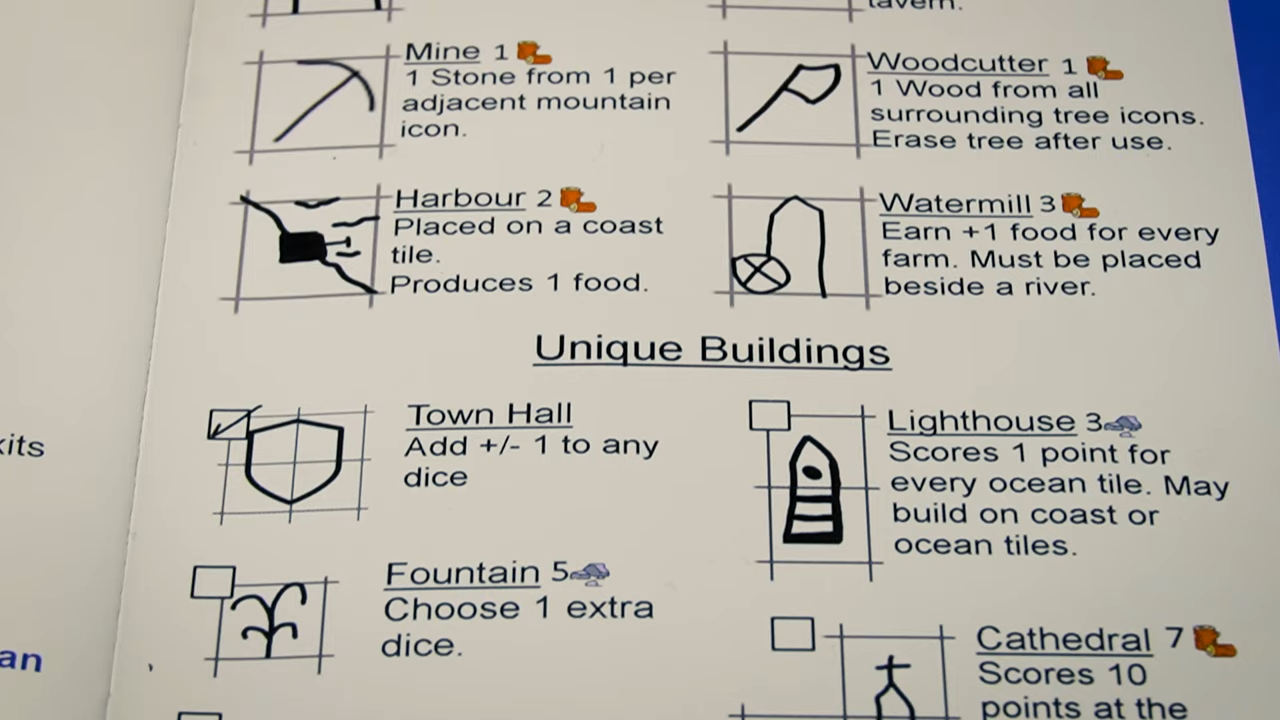 tavern.
Mine 1
1 Stone from 1 per
adjacent mountain
icon.
Woodcutter 1
1 Wood from all
surrounding tree icons.
Erase tree after use.
Harbour 2
Placed on a coast
tile.
Produces 1 food.
Watermill 3
Earn +1 food for every
farm. Must be placed
beside a river.
Unique Buildings
Town Hall
Add +/- 1 to any
dice
Lighthouse 3
Scores 1 point for
every ocean tile. May
build on coast or
ocean tiles.
Fountain 5
Choose 1 extra
dice.
Cathedral 7
Scores 10
points at the
kits
an